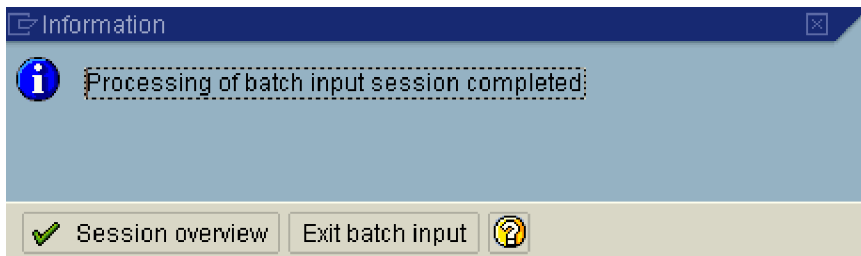 Information
Processing of batch input session completed
Session overview Exit batch input